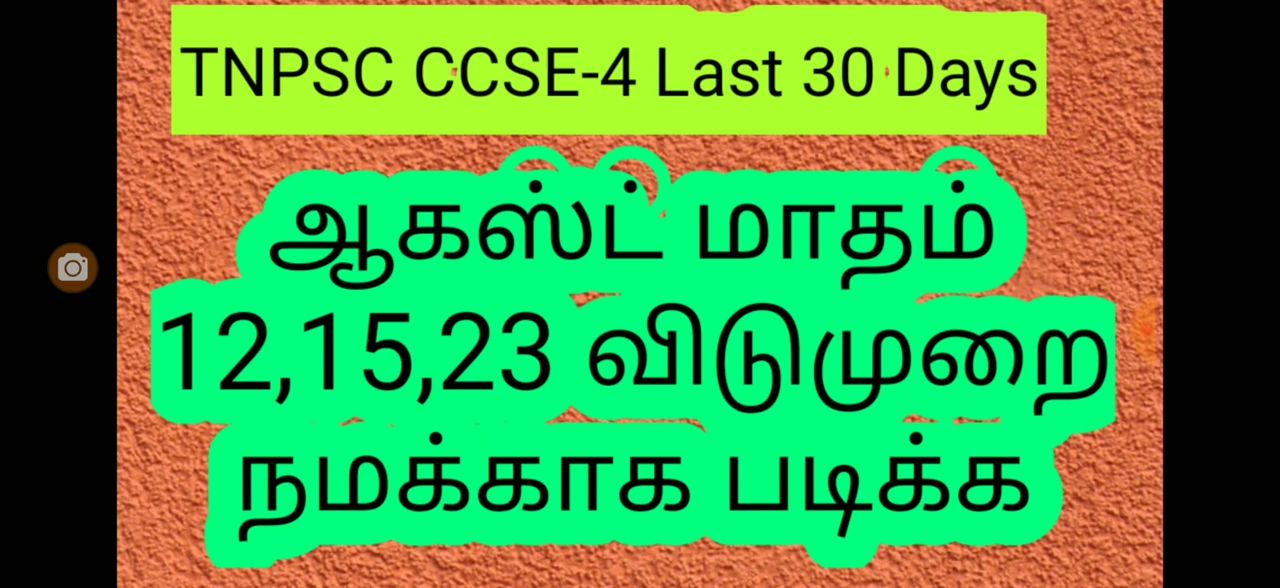 TNPSC CCSE-4 Last 30 Days
ஆகஸ்ட் மாதம்
12,15,23 விடுமுறை
நமக்காக படிக்க